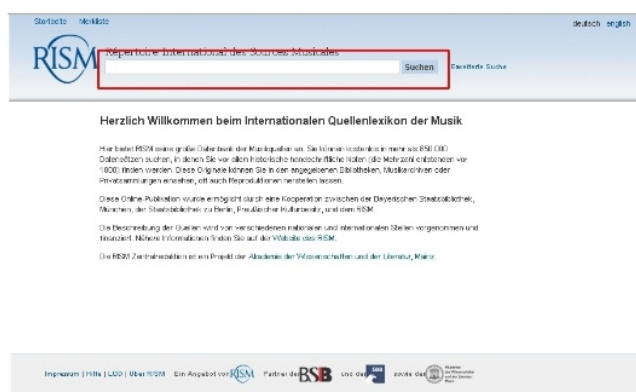 Startseite Merkliste
deutsch english
RISM
Répertoire International des Sources Musicales
Suchen Erweiterte Suche
Herzlich Willkommen beim Internationalen Quellenlexikon der Musik
Hier bietet RISM seine große Datenbank der Musikquellen an. Sie können kostenlos in mehr als 850.000
Datensätzen suchen, in denen Sie vor allem historische handschriftliche Noten (die Mehrzahl entstanden vor
1800) finden werden. Diese Originale können Sie in den angegebenen Bibliotheken, Musikarchiven oder
Privatsammlungen einsehen, oft auch Reproduktionen herstellen lassen.
Diese Online-Publikation wurde ermöglicht durch eine Kooperation zwischen der Bayerischen Staatsbibliothek,
München, der Staatsbibliothek zu Berlin, Preußischer Kulturbesitz, und dem RISM.
Die Beschreibung der Quellen wird von verschiedenen nationalen und internationalen Stellen vorgenommen und
finanziert. Nähere Informationen finden Sie auf der Website des RISM.
Die RISM Zentralredaktion ist ein Projekt der Akademie der Wissenschaften und der Literatur, Mainz.
Impressum | Hilfe | LOD | Über RISM Ein Angebot von RISM Partner der BSB und der SBB sowie der